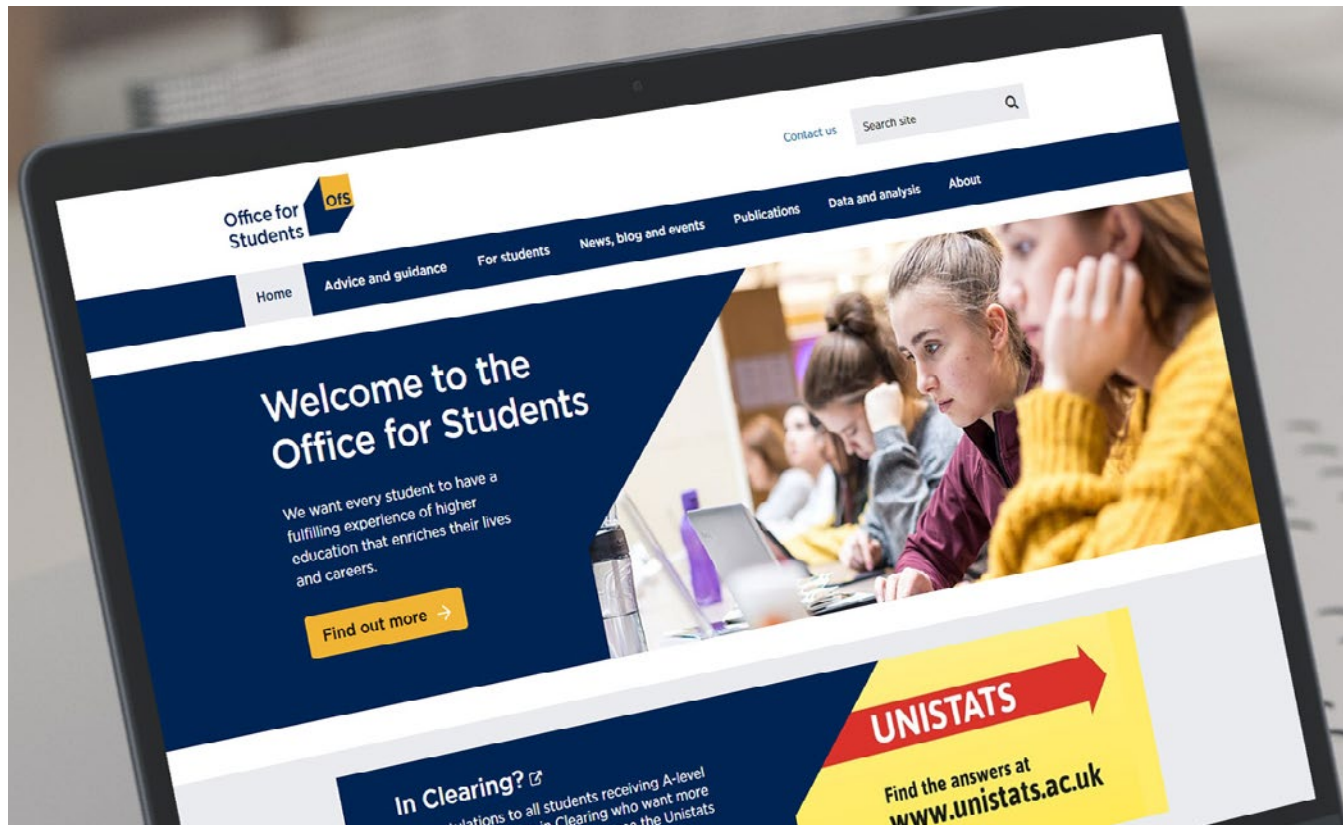 Contact us
Search site
Office for
Students
OfS
Home
Advice and guidance
For students
News, blog and events
Publications
Data and analysis
About
Welcome to the
Office for Students
We want every student to have a
fulfilling experience of higher
education that enriches their lives
and careers.
Find out more
In Clearing?
to all students receiving A-level
in Clearing who want more
the Unistats
UNISTATS
Find the answers at
www.unistats.ac.uk